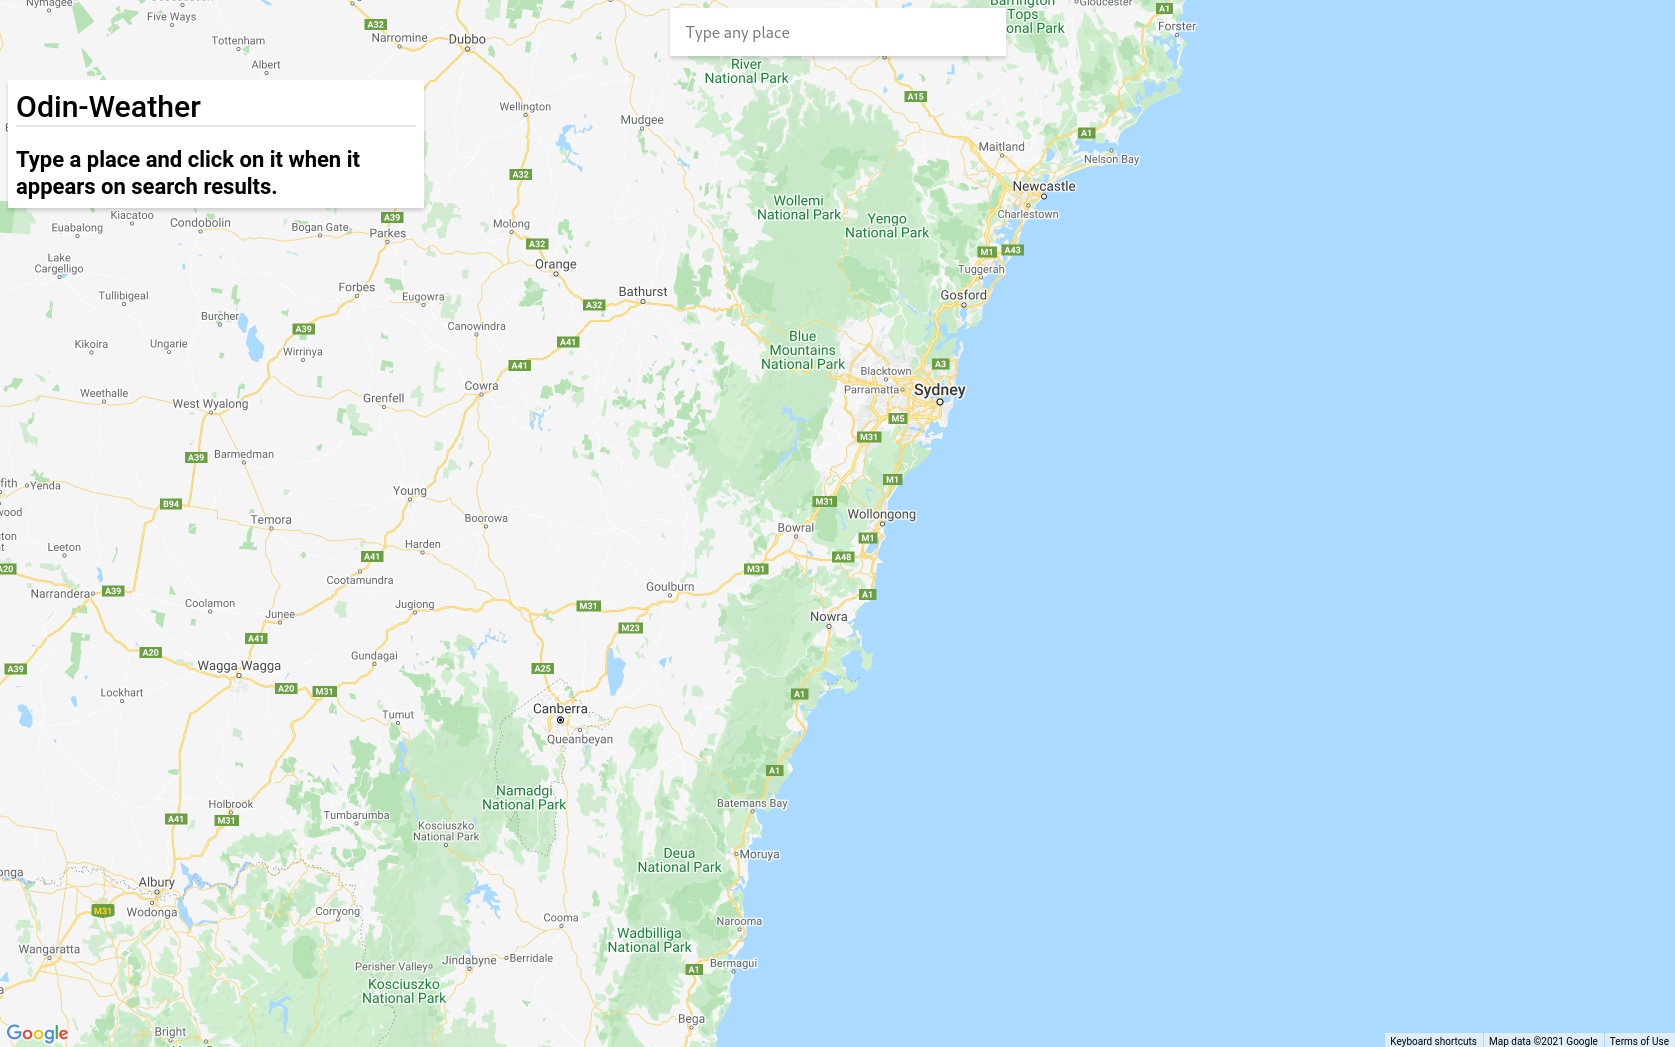 Nymagee
Five Ways
A32
Narromine
Dubbo
Tottenham
Albert
Type any place
Barrington
Tops
onal Park
Gloucester
A1
Forster
River
National Park
A15
Odin-Weather
Type a place and click on it when it
appears on search results.
Wellington
Mudgee
A1
Maitland
Nelson Bay
A32
Newcastle
Charlestown
Wollemi
National Park
Yengo
National Park
Kiacatoo
Euabalong
Condobolin
Bogan Gate
A39
Parkes
Molong
A32
M1
A43
Lake
Cargelligo
Orange
Tuggerah
Tullibigeal
Forbes
Eugowra
Bathurst
A32
Gosford
Burcher
A39
Canowindra
Kikoira
Ungarie
Wirrinya
A41
Blue
Mountains
National Park
A41
A3
Blacktown
Parramatta
Sydney
Weethalle
West Wyalong
Grenfell
Cowra
M5
M31
A39
Barmedman
fith
Yenda
M1
B94
Young
M31
wood
Temora
Boorowa
Bowral
Wollongong
ton
Leeton
Harden
M1
A41
A48
A20
Cootamundra
M31
Narrandera
A39
Goulburn
A1
Coolamon
Junee
Jugiong
M31
Nowra
M23
A41
A20
Gundagai
A39
Wagga Wagga
A25
A20
M31
Lockhart
A1
Tumut
Canberra
Queanbeyan
A1
Namadgi
National Park
Holbrook
A41
M31
Tumbarumba
Kosciuszko
National Park
Batemans Bay
Deua
National Park
Moruya
onga
Albury
M31
Wodonga
Corryong
Cooma
Narooma
Wangaratta
Wadbilliga
National Park
Perisher Valley
Jindabyne
Berridale
A1
Bermagui
Kosciuszko
National Park
Bega
Bright
Google
Keyboard shortcuts
Map data ©2021 Google
Terms of Use